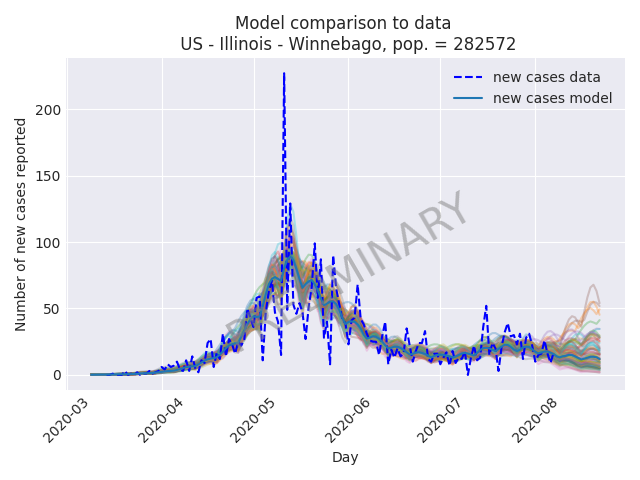 Model comparison to data
US - Illinois - Winnebago, pop. = 282572
new cases data
new cases model
Number of new cases reported
200
150
100
50
0
PRELIMINARY
2020-03
2020-04
2020-05
2020-06
2020-07
2020-08
Day